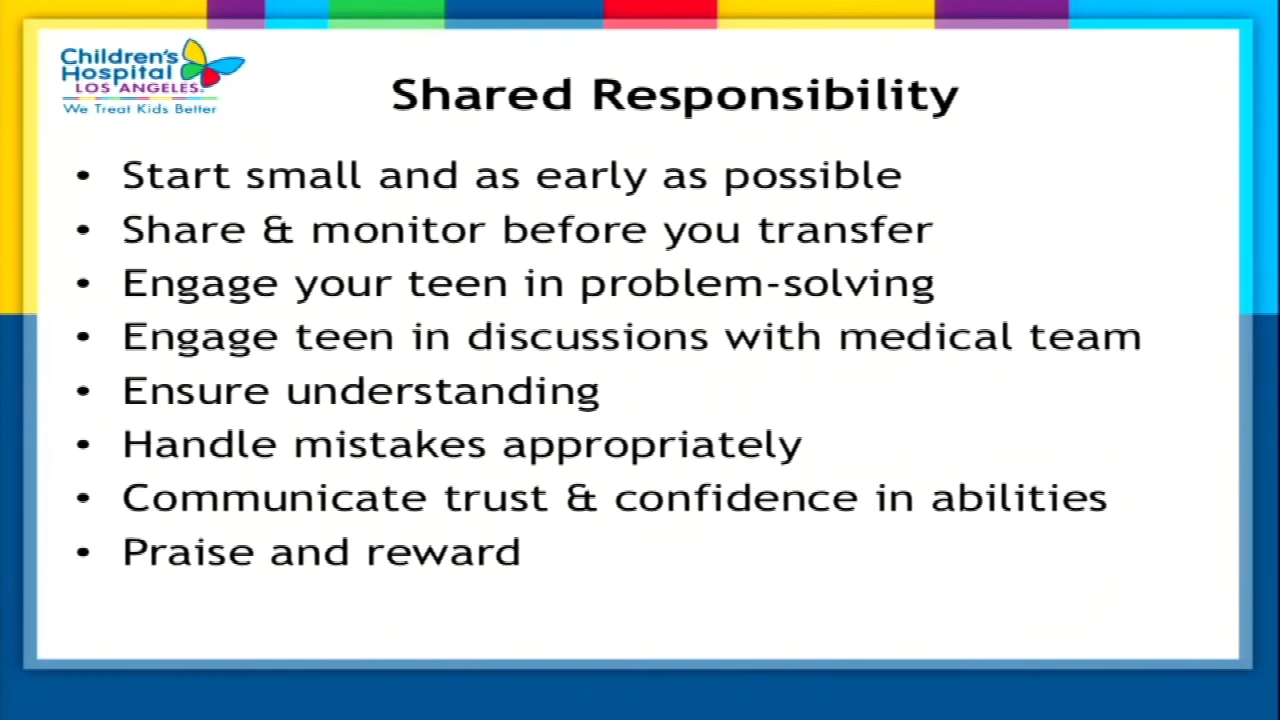 Children's
Hospital
LOS ANGELES.
We Treat Kids Better
Shared Responsibility
• Start small and as early as possible
• Share & monitor before you transfer
• Engage your teen in problem-solving
• Engage teen in discussions with medical team
• Ensure understanding
• Handle mistakes appropriately
• Communicate trust & confidence in abilities
• Praise and reward